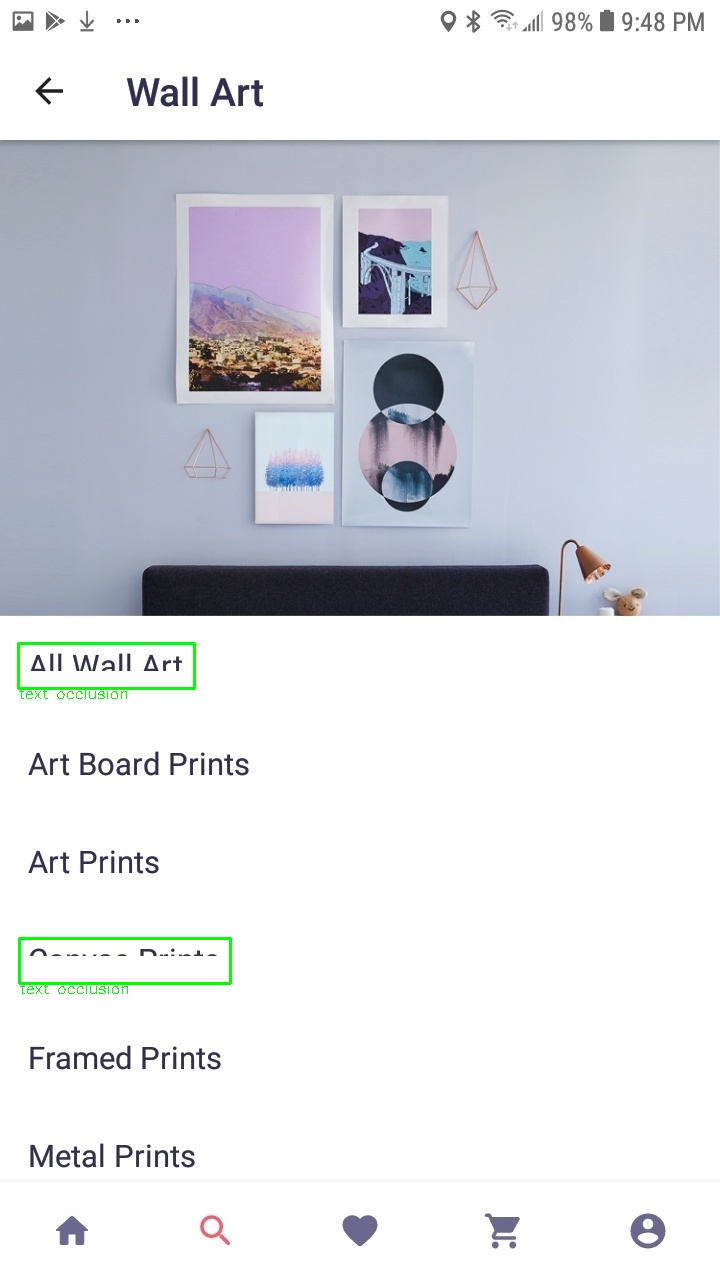 98% 9:48 PM
Wall Art
All Wall Art
text occlusion
Art Board Prints
Art Prints
Canvas Prints
text occlusion
Framed Prints
Metal Prints